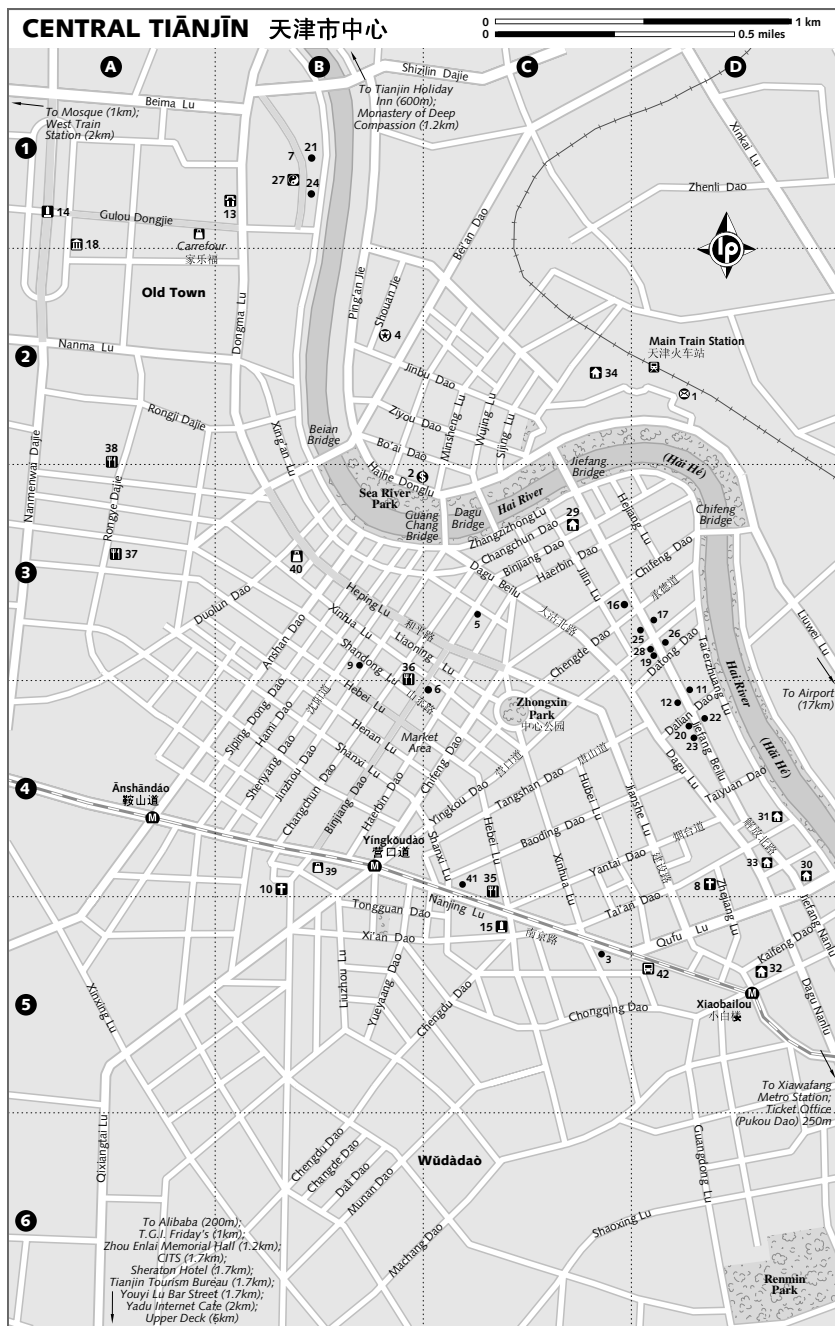 CENTRAL TIĀNJĪN 天津市中心
0 1 km
0 0.5 miles
A
B
C
D
Shizilin Dajie
To Tianjin Holiday
Inn (600m);
Monastery of Deep
Compassion (1.2km)
Beima Lu
To Mosque (1km);
West Train
Station (2km)
Xinkai Lu
1
7
21
27
24
Zhenli Dao
14
Gulou Dongjie
13
18
Carrefour
家乐福
lp
Bei'an Dao
Old Town
Dongma Lu
Ping'an Jie
Shouan Jie
4
Main Train Station
天津火车站
2
Nanma Lu
34
1
Jinbu Dao
Rongji Dajie
Ziyou Dao
Minsheng Lu
Wujing Lu
Sijing Lu
Xing'an Lu
Beian
Bridge
Bo'ai Dao
38
Nanmenwai Dajie
Haihe Donglu
2
Jiefang
Bridge
(Hǎi Hé)
Sea River
Park
Hai River
Guang
Chang
Bridge
Dagu
Bridge
29
Chifeng
Bridge
Rongye Dajie
Zhangzizhong Lu
Changchun Dao
Binjiang Dao
Haerbin Dao
Hejiang Lu
Jilin Lu
Chifeng Dao
3
37
40
Dagu Beilu
大沽北路
承德道
Duolun Dao
Heping Lu
和平路
16
17
5
Liuwei Lu
Xinhua Lu
Liaoning Lu
25
26
28
19
Anshan Dao
Shandong Lu
9
36
Chengde Dao
Datong Dao
Tai'erzhuang Lu
Hai River
(Hǎi Hé)
To Airport
(17km)
6
山东路
沈阳道
Hebei Lu
11
Zhongxin
Park
中心公园
12
Dalian Dao
22
20
23
Siping Dong Dao
Hami Dao
Henan Lu
Market
Area
Jiefang Beilu
Shenyang Dao
Jinzhou Dao
Shanxi Lu
Chifeng Dao
营口道
唐山道
Dagu Lu
4
Ānshāndào
鞍山道
M
Changchun Dao
Binjiang Dao
Haerbin Dao
Yingkou Dao
Tangshan Dao
Hubei Lu
Jianshe Lu
Taiyuan Dao
31
Baoding Dao
烟台道
解放北路
Yíngkǒudào
营口道
M
Shanxi Lu
Hebei Lu
Xinhua Lu
Yantai Dao
建设路
33
30
39
10
41
35
8
Zhejiang Lu
Tai'an Dao
Nanjing Lu
Tongguan Dao
15
Jiefang Nanlu
Qufu Lu
Xi'an Dao
南京路
3
Kaifeng Dao
Liuzhou Lu
42
32
5
Xinxing Lu
Yueyaang Dao
Chengdu Dao
M
Xiaobailou
小白楼
Chongqing Dao
Dagu Nanlu
To Xiawafang
Metro Station;
Ticket Office
(Pukou Dao) 250m
Qixiangtai Lu
Chengdu Dao
Changde Dao
Dali Dao
Munan Dao
Wǔdàdaò
Guangdong Lu
6
Shaoxing Lu
Machang Dao
To Alibaba (200m);
T.G.I. Friday's (1km);
Zhou Enlai Memorial Hall (1.2km);
CITS (1.7km);
Sheraton Hotel (1.7km);
Tianjin Tourism Bureau (1.7km);
Youyi Lu Bar Street (1.7km);
Yadu Internet Cafe (2km);
Upper Deck (6km)
Renmin
Park